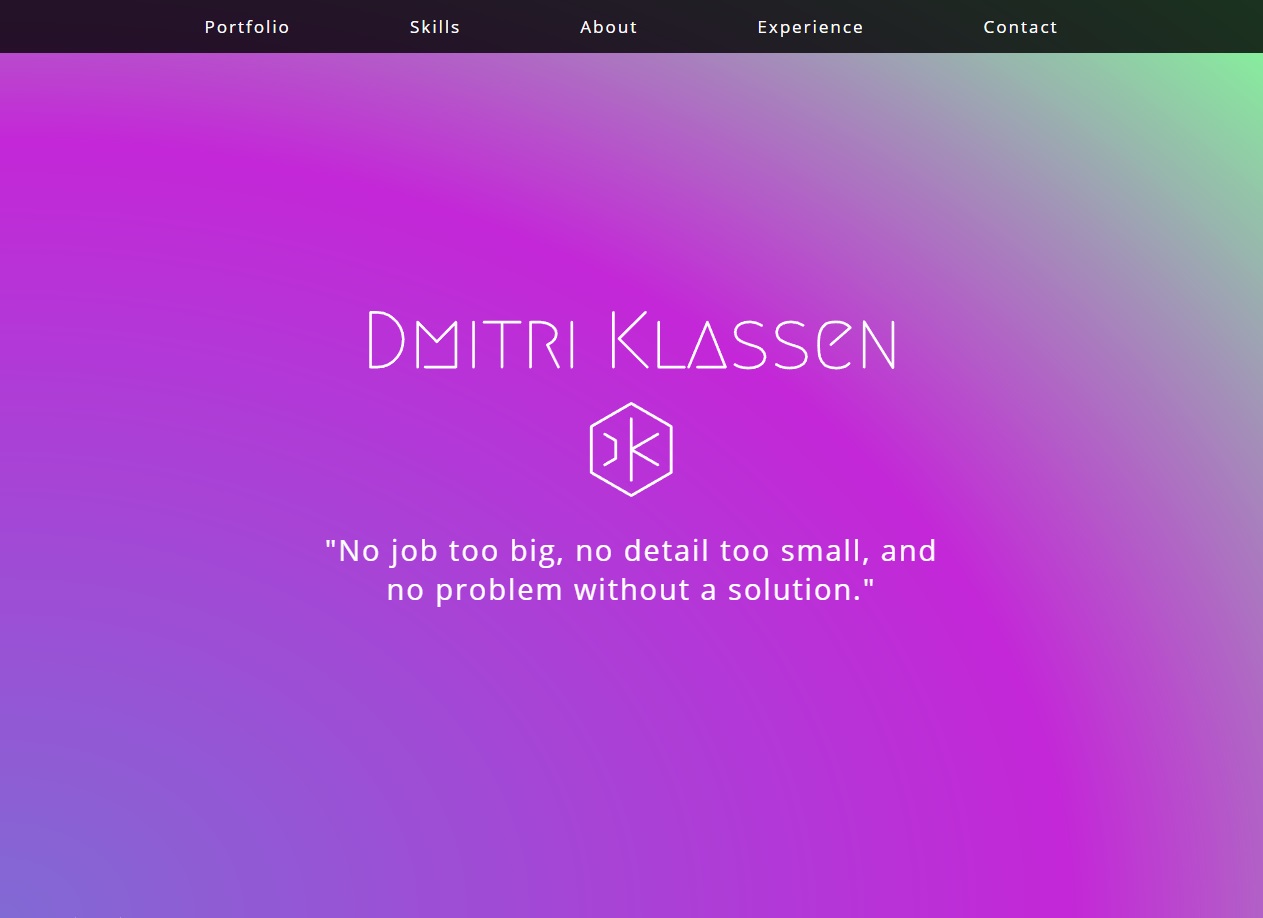 Portfolio Skills About Experience Contact
Dmitri Klassen
DK
"No job too big, no detail too small, and
no problem without a solution."